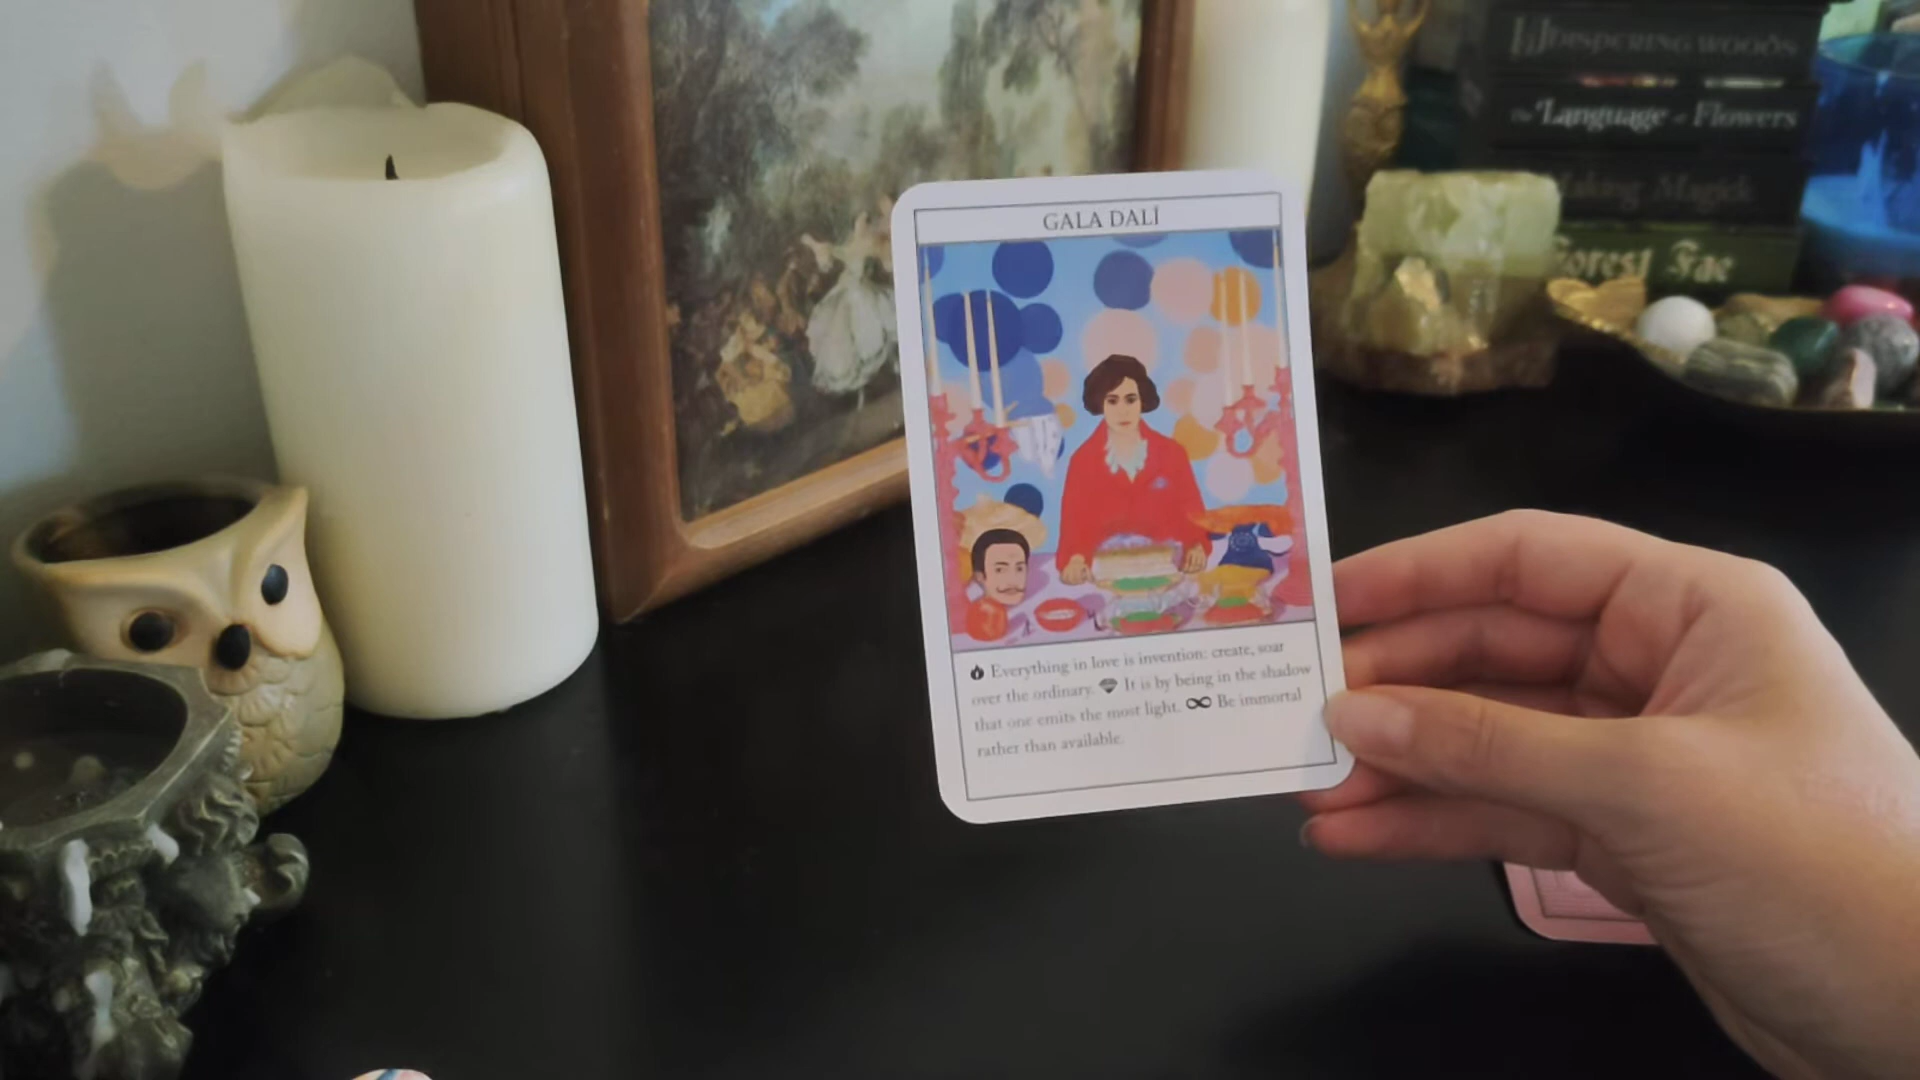 WHISPERING WOODS
The Language of Flowers
Making Magick
Forest Fae
GALA DALÍ
Everything in love is invention: create, soar
over the ordinary. It is by being in the shadow
that one emits the most light. ∞ Be immortal
rather than available.